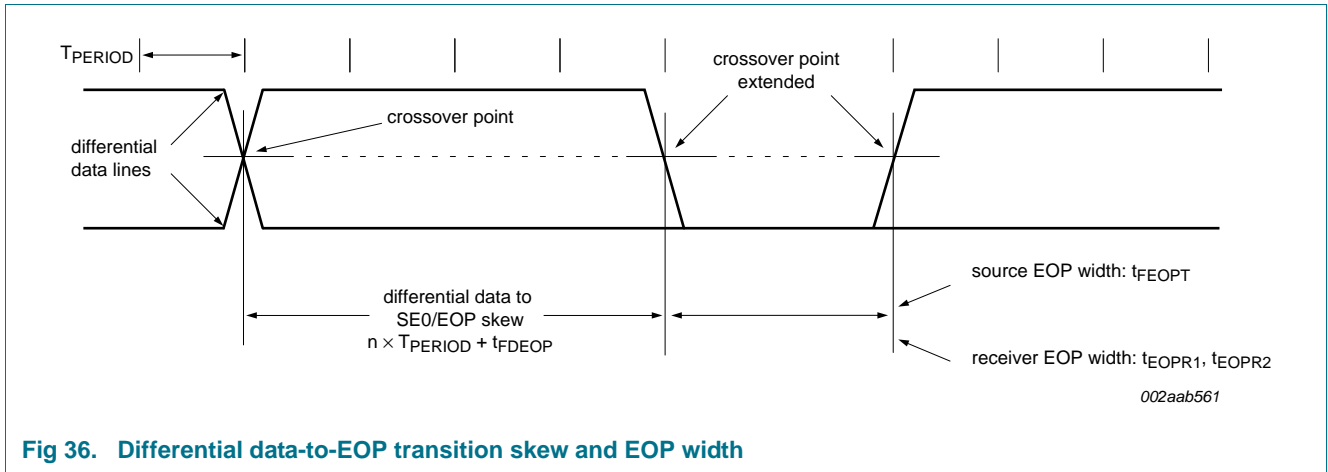 TPERIOD
crossover point
extended
crossover point
differential
data lines
source EOP width: tFEOPT
differential data to
SE0/EOP skew
n × TPERIOD + tFDEOP
receiver EOP width: tEOPR1, tEOPR2
002aab561
Fig 36. Differential data-to-EOP transition skew and EOP width